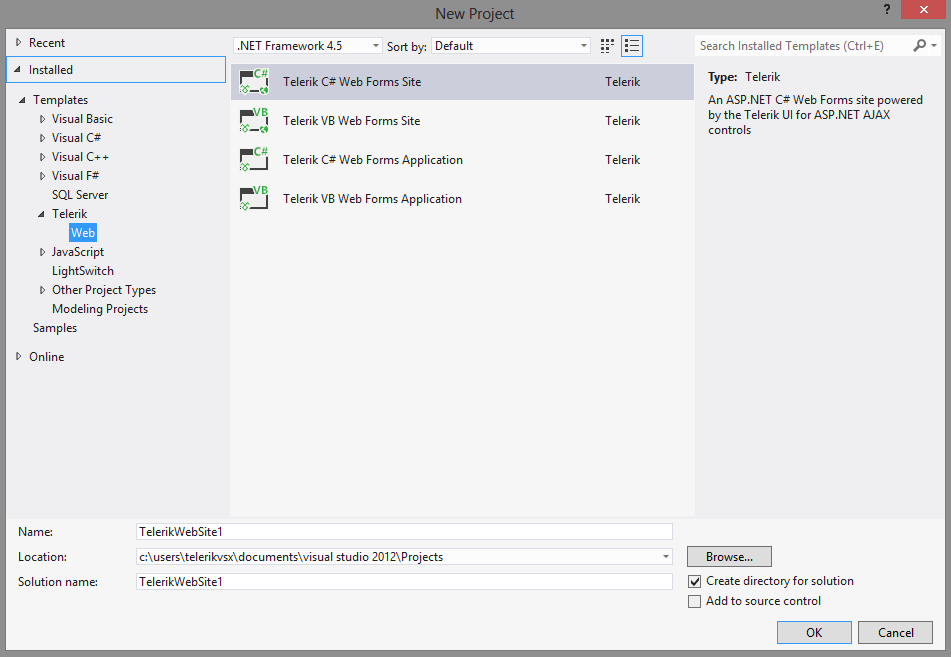 New Project
?
Recent
Installed
Templates
Visual Basic
Visual C#
Visual C++
Visual F#
SQL Server
Telerik
Web
JavaScript
LightSwitch
Other Project Types
Modeling Projects
Samples
Online
.NET Framework 4.5 Sort by: Default
C# Telerik C# Web Forms Site Telerik
VB Telerik VB Web Forms Site Telerik
C# Telerik C# Web Forms Application Telerik
VB Telerik VB Web Forms Application Telerik
Search Installed Templates (Ctrl+E)
Type: Telerik
An ASP.NET C# Web Forms site powered
by the Telerik UI for ASP.NET AJAX
controls
Name: TelerikWebSite1
Location: c:\users\telerikvsx\documents\visual studio 2012\Projects Browse...
Solution name: TelerikWebSite1
Create directory for solution
Add to source control
OK Cancel